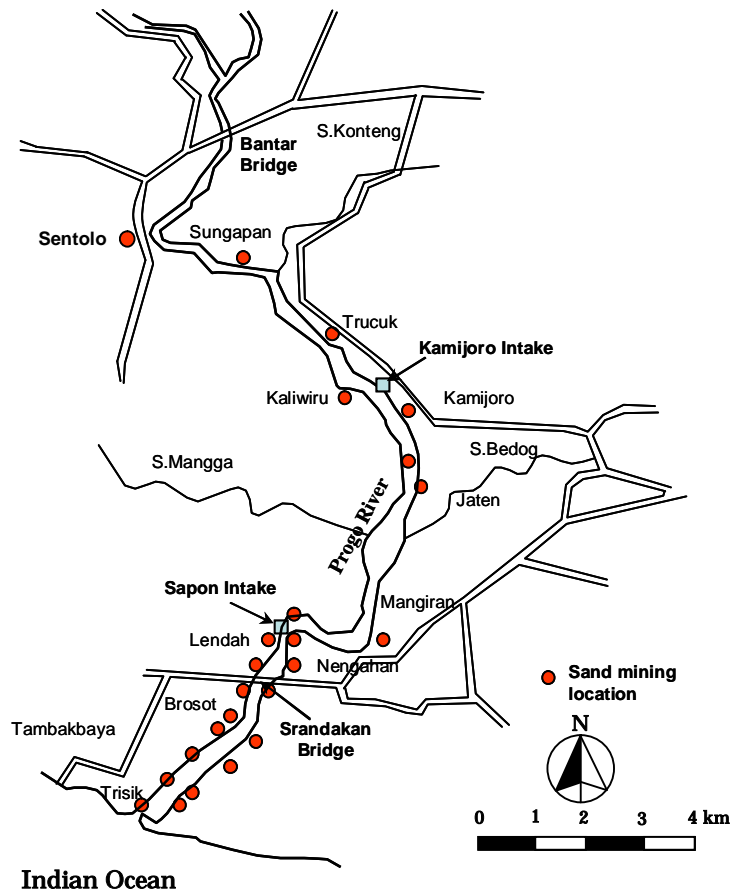 S.Konteng
Bantar
Bridge
Sungapan
Sentolo
Trucuk
Kamijoro Intake
Kaliwiru
Kamijoro
S.Bedog
S.Mangga
Jaten
Progo River
Sapon Intake
Mangiran
Lendah
Nengahan
Sand mining
location
Brosot
N
Tambakbaya
Srandakan
Bridge
Trisik
0 1 2 3 4 km
Indian Ocean